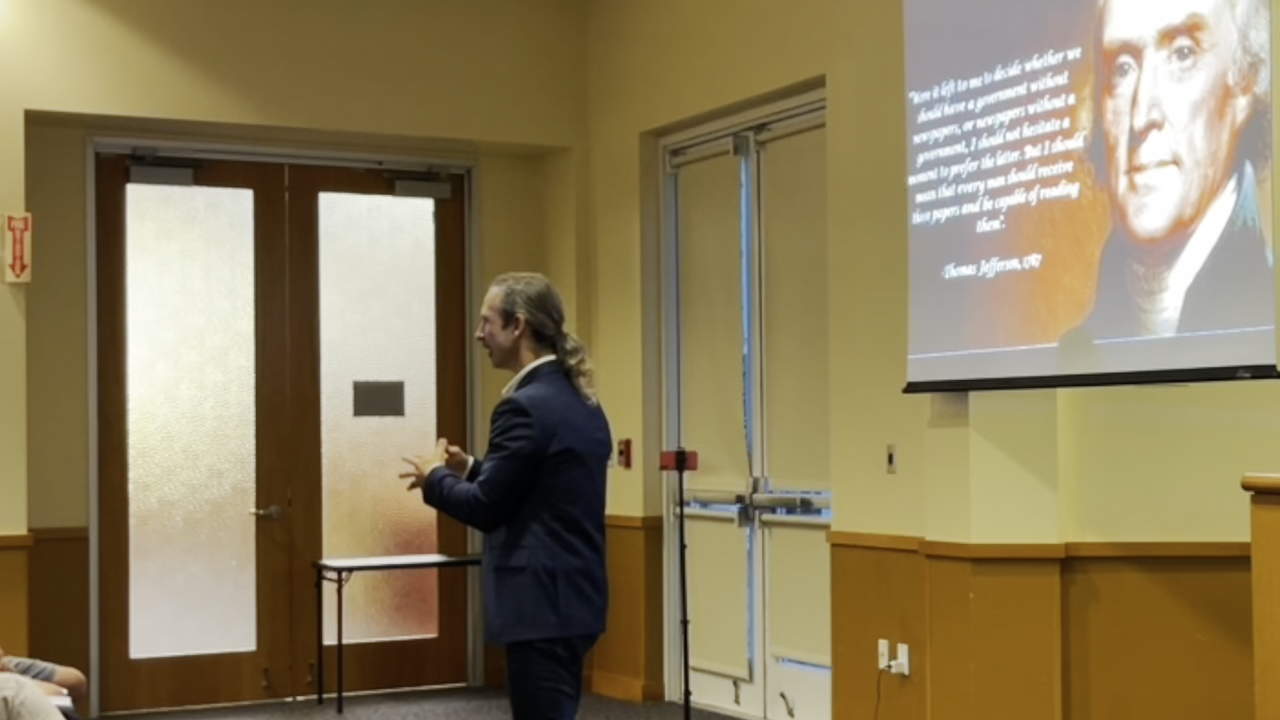 "Were it left to me to decide whether we
should have a government without
newspapers, or newspapers without a
government, I should not hesitate a
moment to prefer the latter. But I should
mean that every man should receive
those papers and be capable of reading
them".
-Thomas Jefferson, 1787